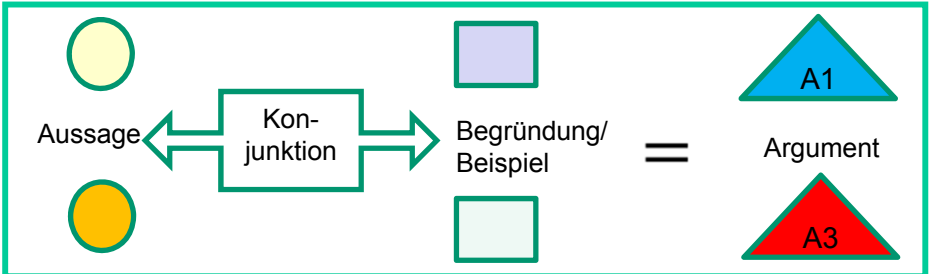 Aussage
Kon-
junktion
Begründung/
Beispiel
=
A1
Argument
A3